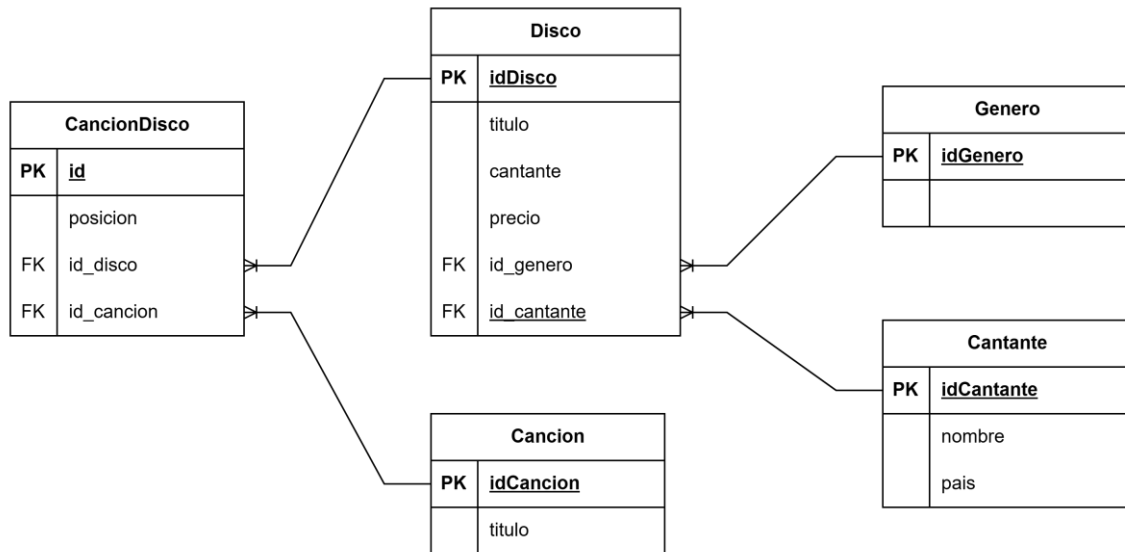 CancionDisco
PK id
posicion
FK id_disco
FK id_cancion
Disco
PK idDisco
titulo
cantante
precio
FK id_genero
FK id_cantante
Cancion
PK idCancion
titulo
Genero
PK idGenero
Cantante
PK idCantante
nombre
pais